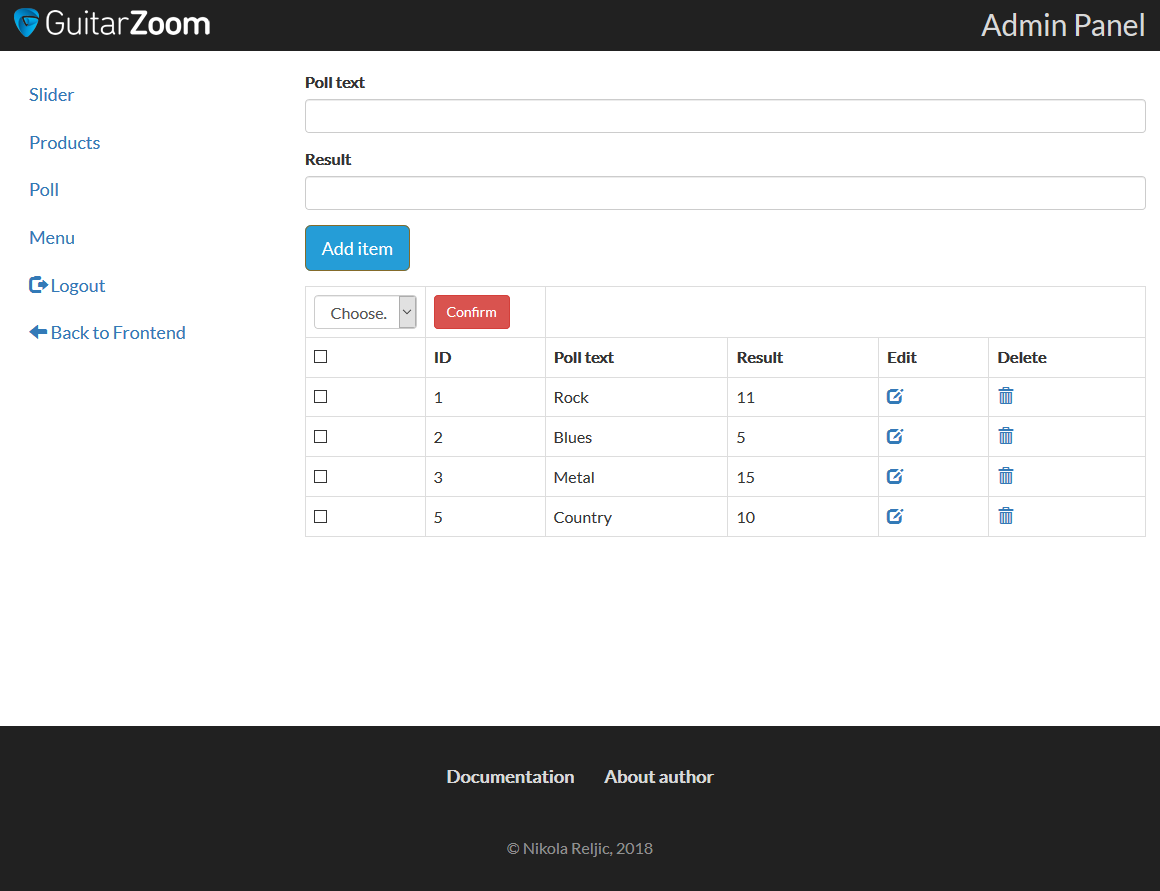 GuitarZoom
Admin Panel
Slider
Products
Poll
Menu
Logout
Back to Frontend
Poll text
Result
Add item
Choose.
Confirm
ID Poll text Result Edit Delete
1 Rock 11
2 Blues 5
3 Metal 15
5 Country 10
Documentation About author
© Nikola Reljic, 2018